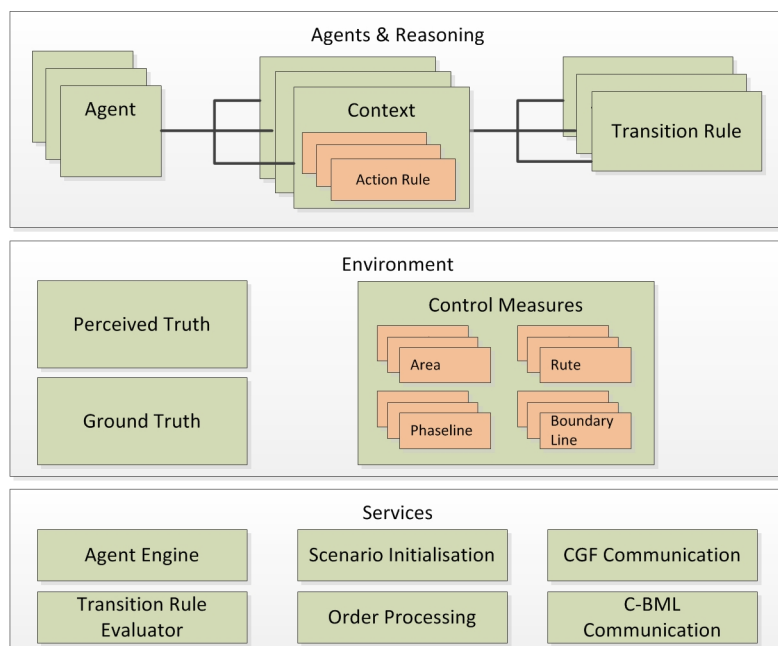 Agents & Reasoning
Agent
Context
Action Rule
Transition Rule
Environment
Perceived Truth
Ground Truth
Control Measures
Area
Rute
Phaseline
Boundary
Line
Services
Agent Engine
Scenario Initialisation
CGF Communication
Transition Rule
Evaluator
Order Processing
C-BML
Communication